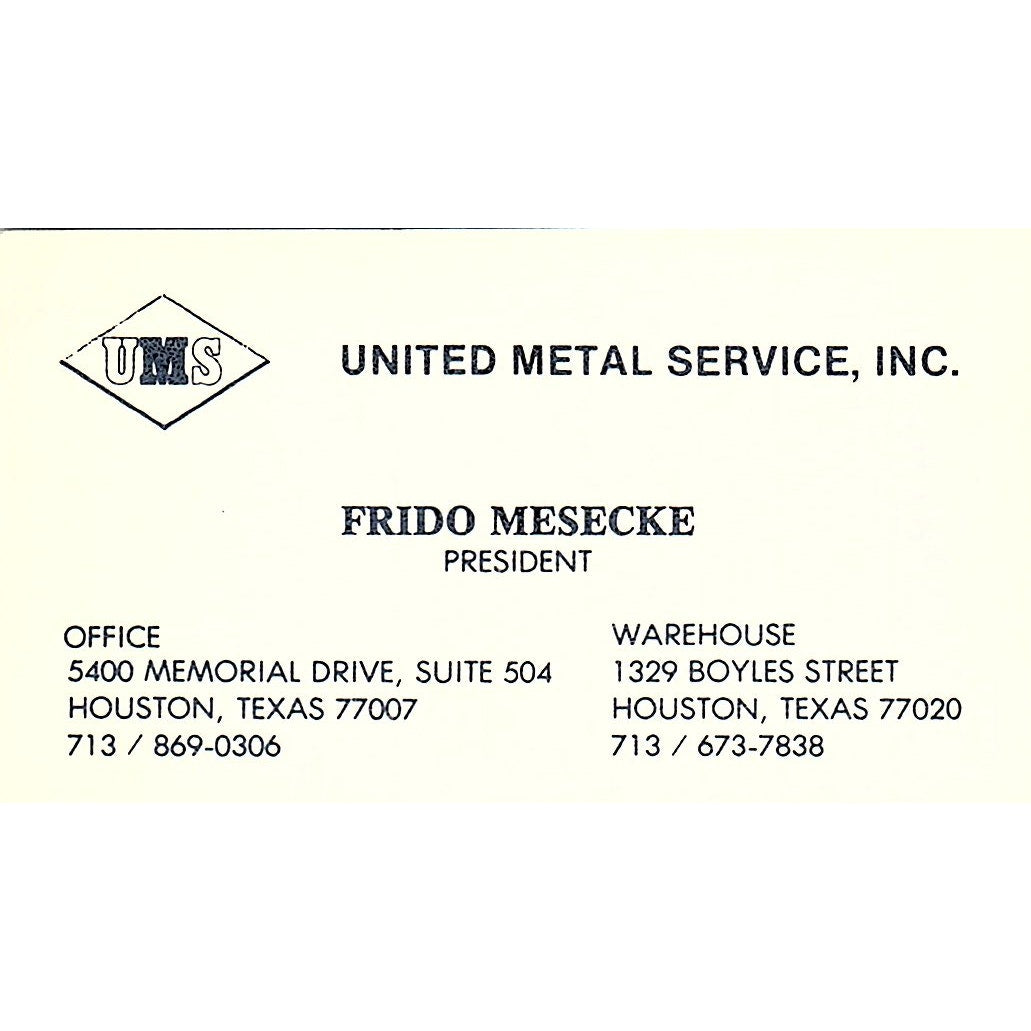 UMS
UNITED METAL SERVICE, INC.
FRIDO MESECKE
PRESIDENT
OFFICE
5400 MEMORIAL DRIVE, SUITE 504
HOUSTON, TEXAS 77007
713 / 869-0306
WAREHOUSE
1329 BOYLES STREET
HOUSTON, TEXAS 77020
713 / 673-7838